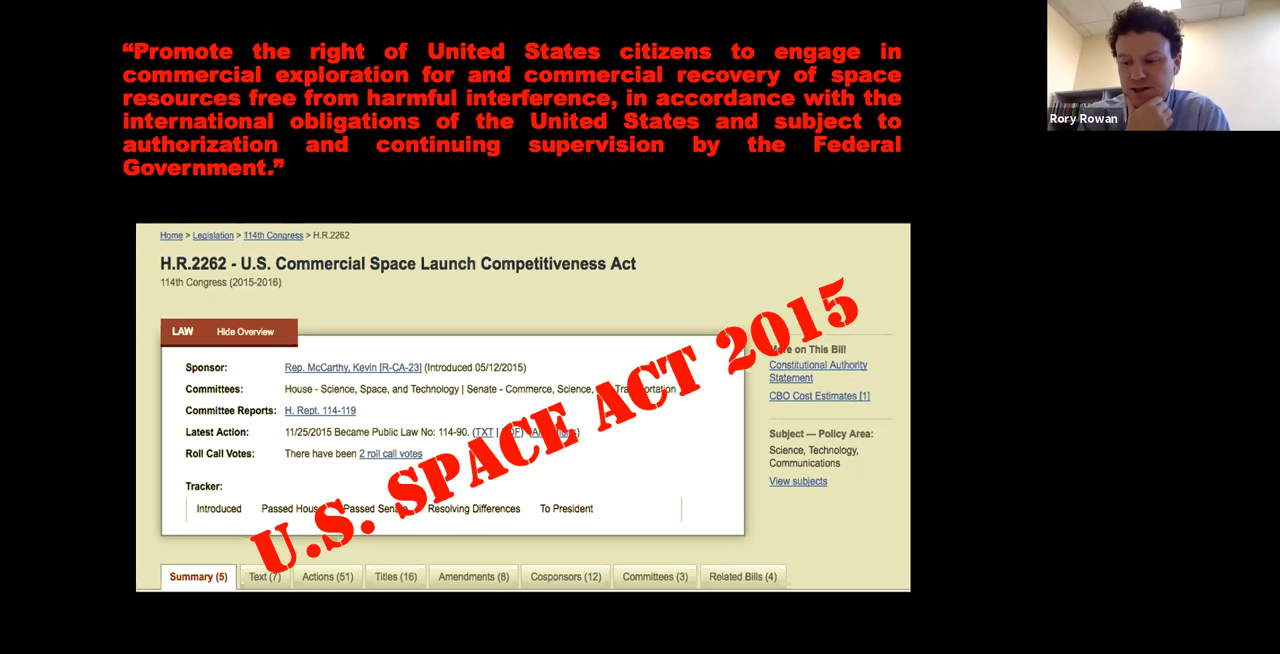 “Promote the right of United States citizens to engage in
commercial exploration for and commercial recovery of space
resources free from harmful interference, in accordance with the
international obligations of the United States and subject to
authorization and continuing supervision by the Federal
Government.”
Rory Rowan
Home > Legislation > 114th Congress > H.R.2262
H.R.2262 - U.S. Commercial Space Launch Competitiveness Act
114th Congress (2015-2016)
LAW Hide Overview
Sponsor: Rep. McCarthy, Kevin [R-CA-23] (Introduced 05/12/2015)
Committees: House - Science, Space, and Technology | Senate - Commerce, Science,
Committee Reports: H. Rept. 114-119
Latest Action: 11/25/2015 Became Public Law No: 114-90. (TXT |
Roll Call Votes: There have been 2 roll call votes
Tracker:
Introduced Passed House Passed Senate Resolving Differences To President
More on This Bill
Constitutional Authority
Statement
CBO Cost Estimates [1]
Subject — Policy Area:
Science, Technology,
Communications
View subjects
U.S. SPACE ACT 2015
Summary (5) Text (7) Actions (51) Titles (16) Amendments (8) Cosponsors (12) Committees (3) Related Bills (4)